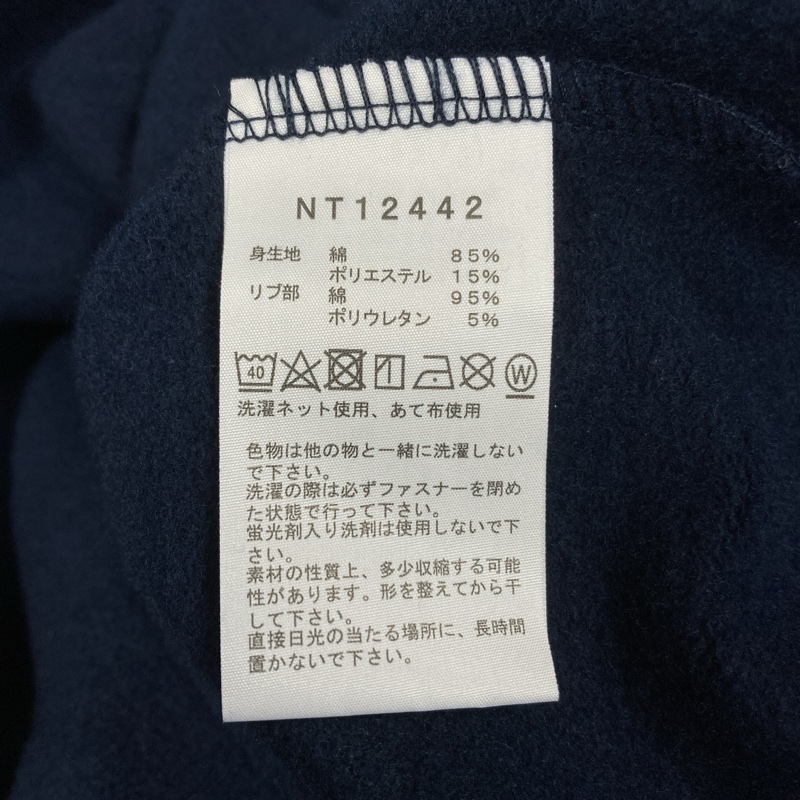 NT12442
身生地 綿 85%
ポリエステル 15%
リブ部 綿 95%
ポリウレタン 5%
40 W
洗濯ネット使用、あて布使用
色物は他の物と一緒に洗濯しない
で下さい。
洗濯の際は必ずファスナーを閉め
た状態で行って下さい。
蛍光剤入り洗剤は使用しないで下
さい。
素材の性質上、多少収縮する可能
性があります。形を整えてから干
して下さい。
直接日光の当たる場所に、長時間
置かないで下さい。